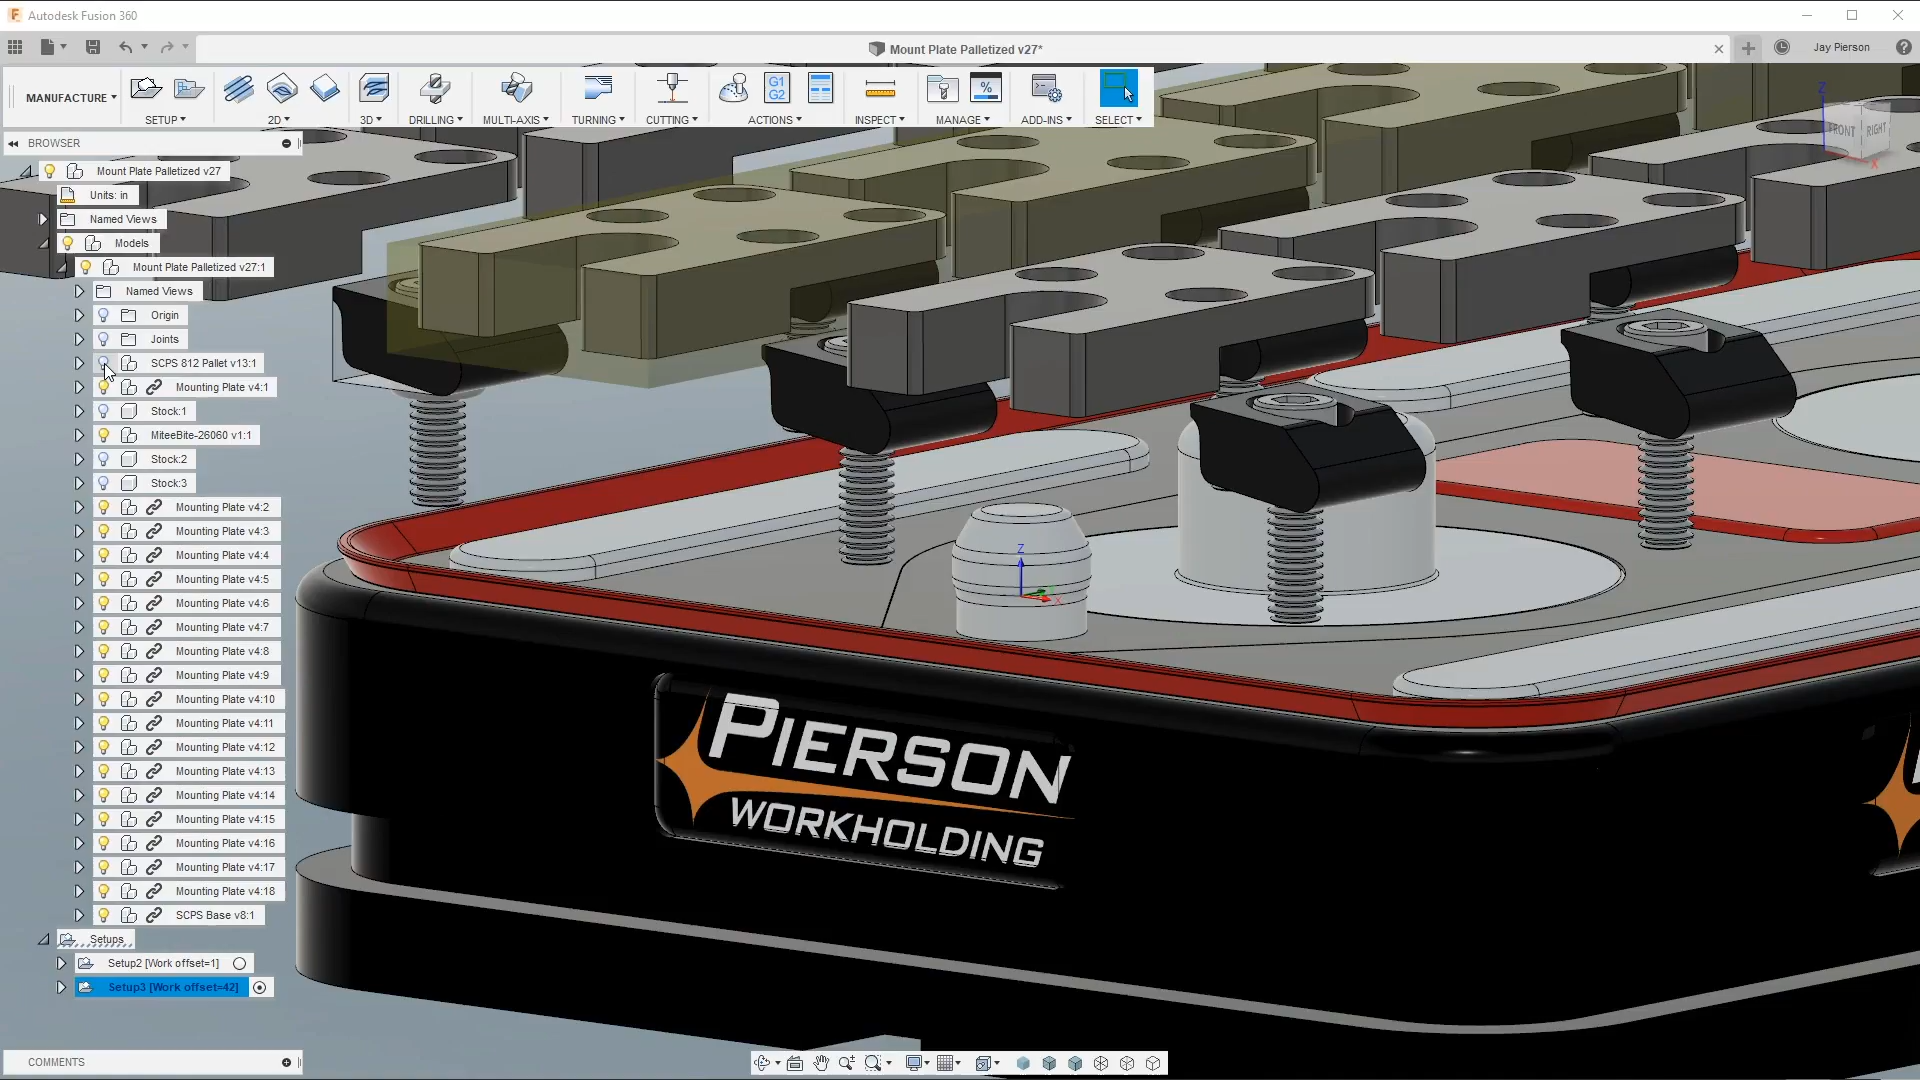 Autodesk Fusion 360
Mount Plate Palletized v27*
Jay Pierson
MANUFACTURE
SETUP
2D
3D
DRILLING
MULTI-AXIS
TURNING
CUTTING
G1
G2
ACTIONS
INSPECT
%
MANAGE
ADD-INS
SELECT
BROWSER
Mount Plate Palletized v27
Units: in
Named Views
Models
Mount Plate Palletized v27:1
Named Views
Origin
Joints
SCPS 812 Pallet v13:1
Mounting Plate v4:1
Stock:1
MiteeBite-26060 v1:1
Stock:2
Stock:3
Mounting Plate v4:2
Mounting Plate v4:3
Mounting Plate v4:4
Mounting Plate v4:5
Mounting Plate v4:6
Mounting Plate v4:7
Mounting Plate v4:8
Mounting Plate v4:9
Mounting Plate v4:10
Mounting Plate v4:11
Mounting Plate v4:12
Mounting Plate v4:13
Mounting Plate v4:14
Mounting Plate v4:15
Mounting Plate v4:16
Mounting Plate v4:17
Mounting Plate v4:18
SCPS Base v8:1
Setups
Setup2 [Work offset=1]
Setup3 [Work offset=42]
COMMENTS
Z
FRONT
RIGHT
X
Z
X
PIERSON
WORKHOLDING